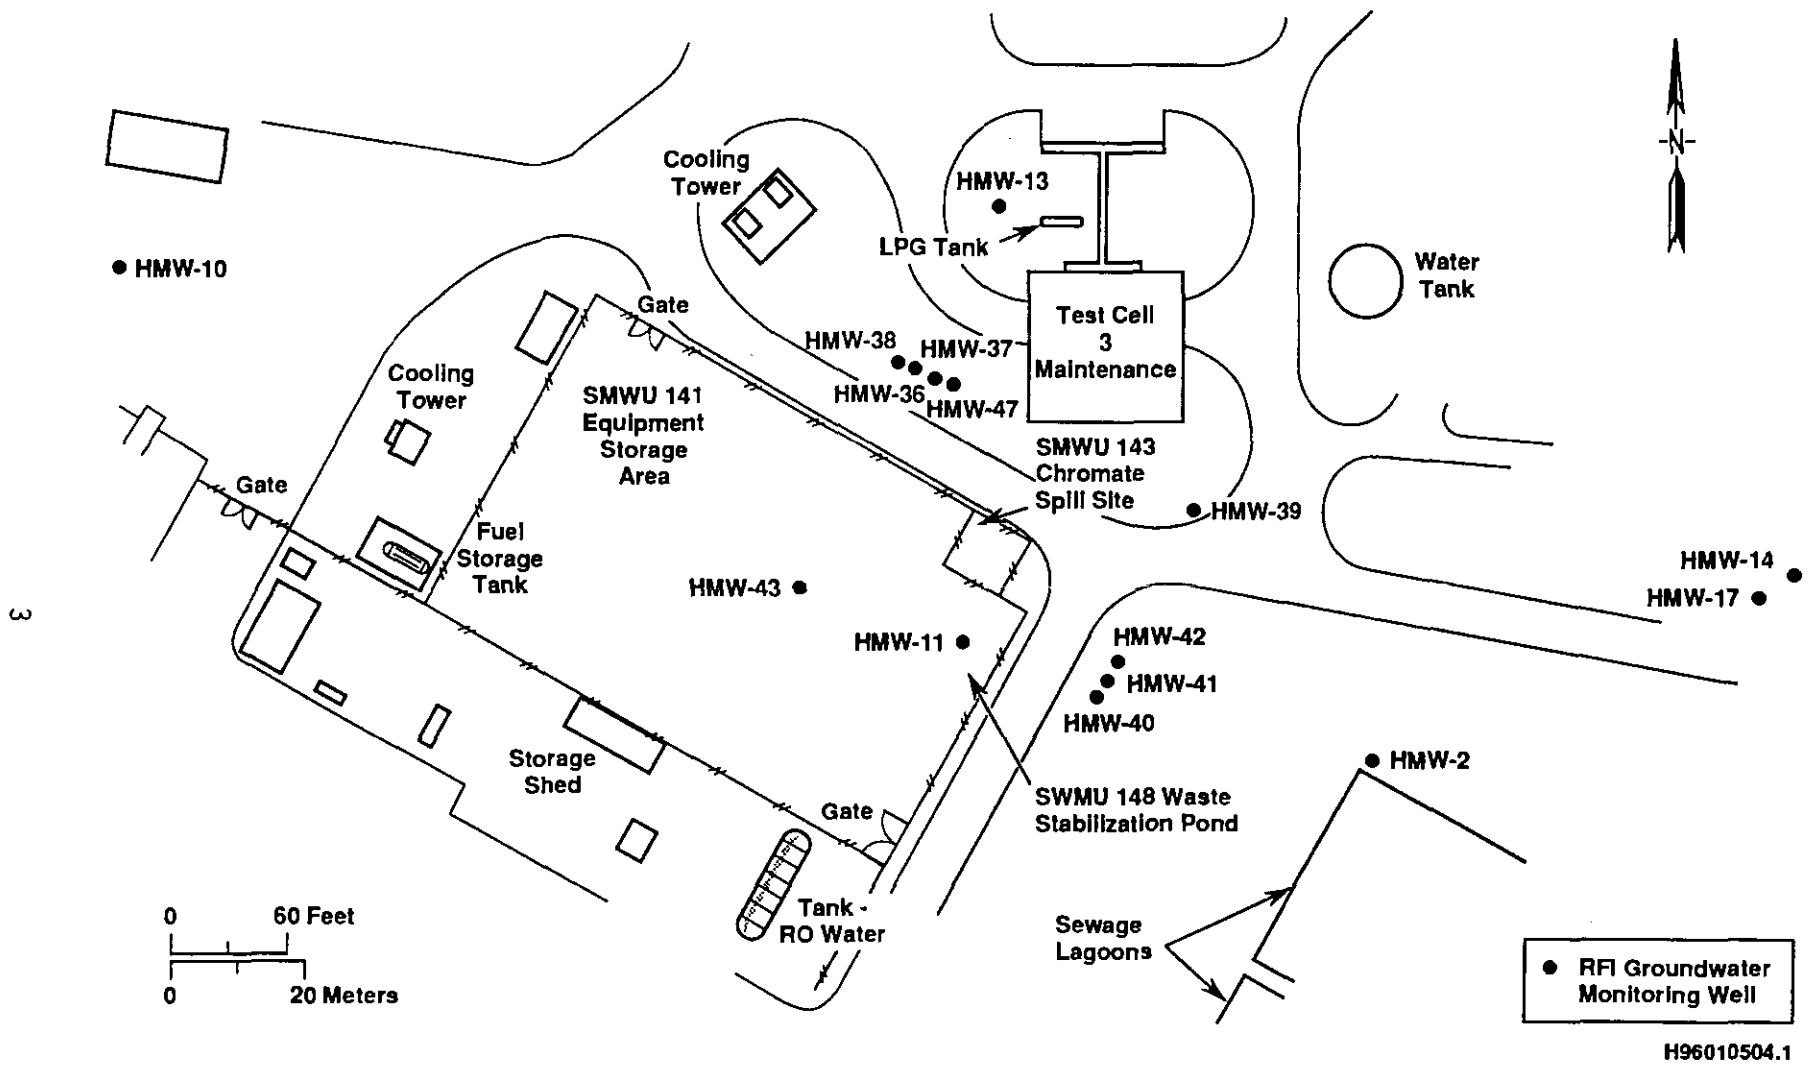 HMW-13
N
Cooling
Tower
LPG Tank
HMW-10
Water
Tank
Gate
Test Cell
3
Maintenance
HMW-38
HMW-37
HMW-36
HMW-47
Cooling
Tower
SMWU 141
Equipment
Storage
Area
SMWU 143
Chromate
Spill Site
Gate
HMW-39
Fuel
Storage
Tank
HMW-14
HMW-17
HMW-43
3
HMW-11
HMW-42
HMW-41
HMW-40
Storage
Shed
HMW-2
SWMU 148 Waste
Stabilization Pond
Gate
0 60 Feet
0 20 Meters
Tank -
RO Water
Sewage
Lagoons
RFI Groundwater
Monitoring Well
H96010504.1